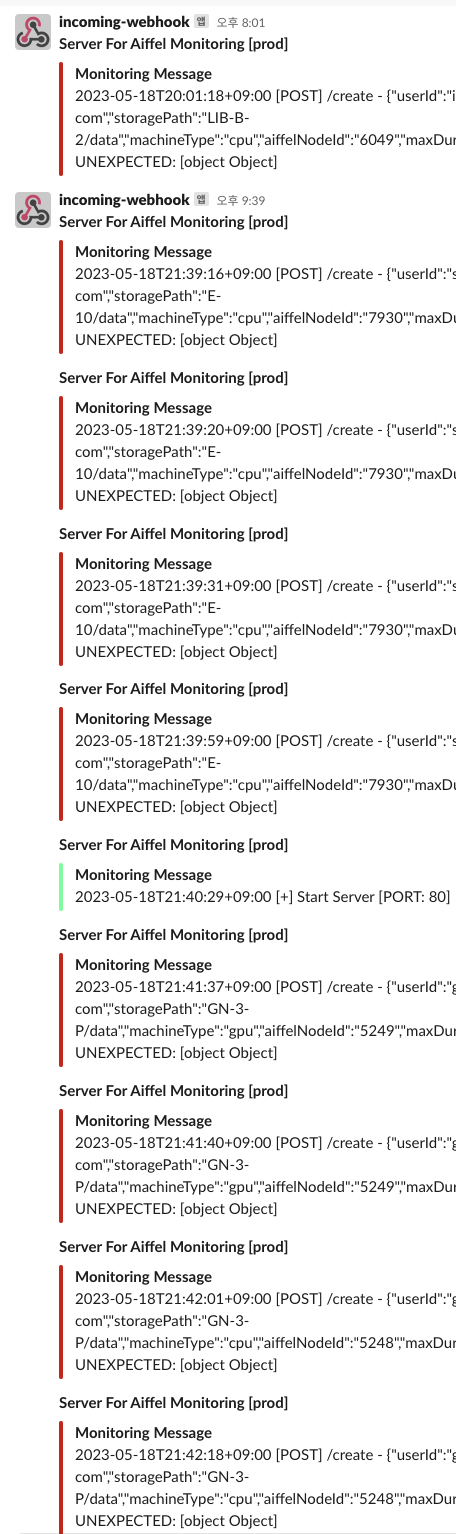 incoming-webhook 앱 오후 8:01
Server For Aiffel Monitoring [prod]
Monitoring Message
2023-05-18T20:01:18+09:00 [POST] /create - {"userId":"i
com","storagePath":"LIB-B-
2/data","machineType":"cpu","aiffelNodeId":"6049","maxDur
UNEXPECTED: [object Object]
incoming-webhook 앱 오후 9:39
Server For Aiffel Monitoring [prod]
Monitoring Message
2023-05-18T21:39:16+09:00 [POST] /create - {"userId":"s
com","storagePath":"E-
10/data","machineType":"cpu","aiffelNodeId":"7930","maxDu
UNEXPECTED: [object Object]
Server For Aiffel Monitoring [prod]
Monitoring Message
2023-05-18T21:39:20+09:00 [POST] /create - {"userId":"s
com","storagePath":"E-
10/data","machineType":"cpu","aiffelNodeId":"7930","maxDu
UNEXPECTED: [object Object]
Server For Aiffel Monitoring [prod]
Monitoring Message
2023-05-18T21:39:31+09:00 [POST] /create - {"userId":"s
com","storagePath":"E-
10/data","machineType":"cpu","aiffelNodeId":"7930","maxDu
UNEXPECTED: [object Object]
Server For Aiffel Monitoring [prod]
Monitoring Message
2023-05-18T21:39:59+09:00 [POST] /create - {"userId":"s
com","storagePath":"E-
10/data","machineType":"cpu","aiffelNodeId":"7930","maxDu
UNEXPECTED: [object Object]
Server For Aiffel Monitoring [prod]
Monitoring Message
2023-05-18T21:40:29+09:00 [+] Start Server [PORT: 80]
Server For Aiffel Monitoring [prod]
Monitoring Message
2023-05-18T21:41:37+09:00 [POST] /create - {"userId":"g
com","storagePath":"GN-3-
P/data","machineType":"gpu","aiffelNodeId":"5249","maxDur
UNEXPECTED: [object Object]
Server For Aiffel Monitoring [prod]
Monitoring Message
2023-05-18T21:41:40+09:00 [POST] /create - {"userId":"g
com","storagePath":"GN-3-
P/data","machineType":"gpu","aiffelNodeId":"5249","maxDur
UNEXPECTED: [object Object]
Server For Aiffel Monitoring [prod]
Monitoring Message
2023-05-18T21:42:01+09:00 [POST] /create - {"userId":"g
com","storagePath":"GN-3-
P/data","machineType":"cpu","aiffelNodeId":"5248","maxDur
UNEXPECTED: [object Object]
Server For Aiffel Monitoring [prod]
Monitoring Message
2023-05-18T21:42:18+09:00 [POST] /create - {"userId":"g
com","storagePath":"GN-3-
P/data","machineType":"cpu","aiffelNodeId":"5248","maxDur
UNEXPECTED: [object Object]